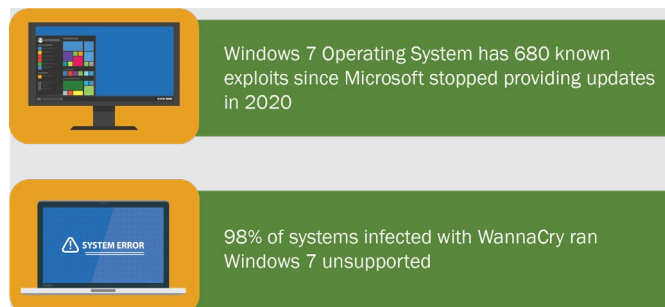 Windows 7 Operating System has 680 known
exploits since Microsoft stopped providing updates
in 2020
SYSTEM ERROR
98% of systems infected with WannaCry ran
Windows 7 unsupported